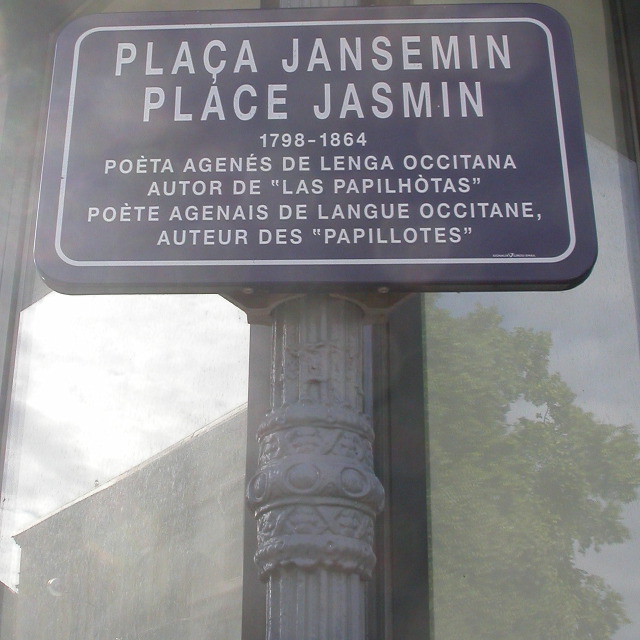 PLAÇA JANSEMIN
PLACE JASMIN
1798-1864
POÈTA AGENÉS DE LENGA OCCITANA
AUTOR DE "LAS PAPILHÒTAS"
POÈTE AGENAIS DE LANGUE OCCITANE,
AUTEUR DES "PAPILLOTES"